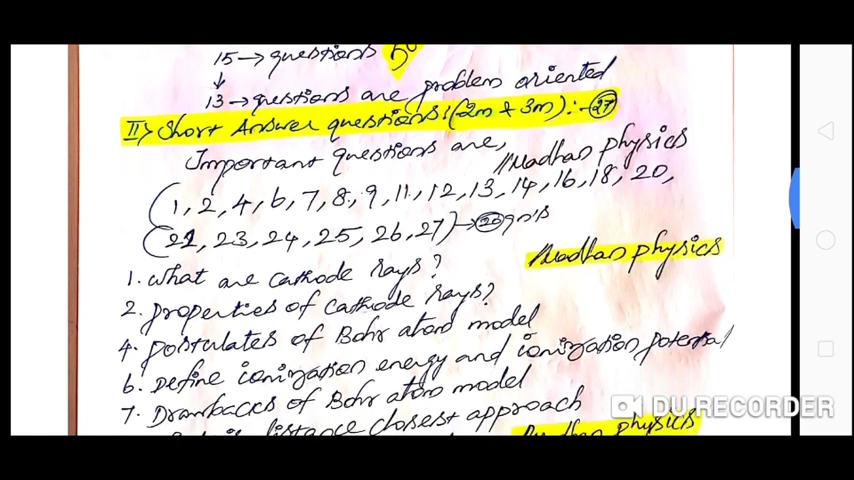 15 → questions 50
↓
13 → questions are problem oriented
II> Short Answer questions: (2m + 3m) :- 27
Important questions are,
Madhan physics
(1, 2, 4, 6, 7, 8, 9, 11, 12, 13, 14, 16, 18, 20,
(21, 23, 24, 25, 26, 27) → 20 qn's
Madhan physics
1. what are cathode rays?
2. properties of cathode rays?
4. postulates of Bohr atom model
6. Define ionization energy and ionization potential
7. Drawbacks of Bohr atom model
distance closest approach
DU RECORDER
physics